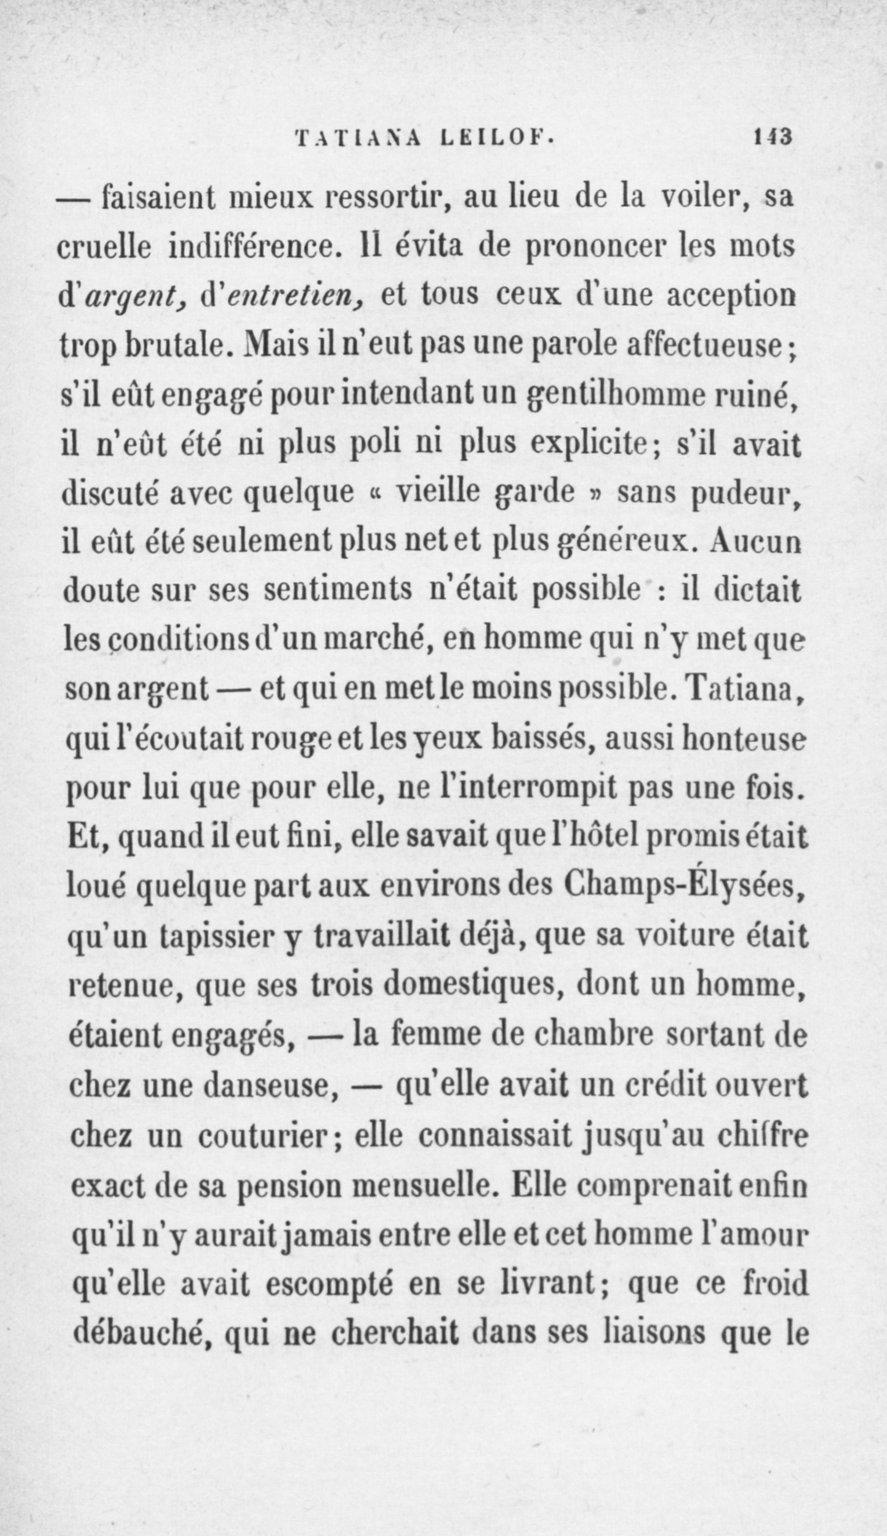 TATIANA LEILOF. 143
— faisaient mieux ressortir, au lieu de la voiler, sa
cruelle indifférence. Il évita de prononcer les mots
d'argent, d'entretien, et tous ceux d'une acception
trop brutale. Mais il n'eut pas une parole affectueuse ;
s'il eût engagé pour intendant un gentilhomme ruiné,
il n'eût été ni plus poli ni plus explicite ; s'il avait
discuté avec quelque « vieille garde » sans pudeur,
il eût été seulement plus net et plus généreux. Aucun
doute sur ses sentiments n'était possible : il dictait
les conditions d'un marché, en homme qui n'y met que
son argent — et qui en met le moins possible. Tatiana,
qui l'écoutait rouge et les yeux baissés, aussi honteuse
pour lui que pour elle, ne l'interrompit pas une fois.
Et, quand il eut fini, elle savait que l'hôtel promis était
loué quelque part aux environs des Champs-Élysées,
qu'un tapissier y travaillait déjà, que sa voiture était
retenue, que ses trois domestiques, dont un homme,
étaient engagés, — la femme de chambre sortant de
chez une danseuse, — qu'elle avait un crédit ouvert
chez un couturier ; elle connaissait jusqu'au chiffre
exact de sa pension mensuelle. Elle comprenait enfin
qu'il n'y aurait jamais entre elle et cet homme l'amour
qu'elle avait escompté en se livrant ; que ce froid
débauché, qui ne cherchait dans ses liaisons que le